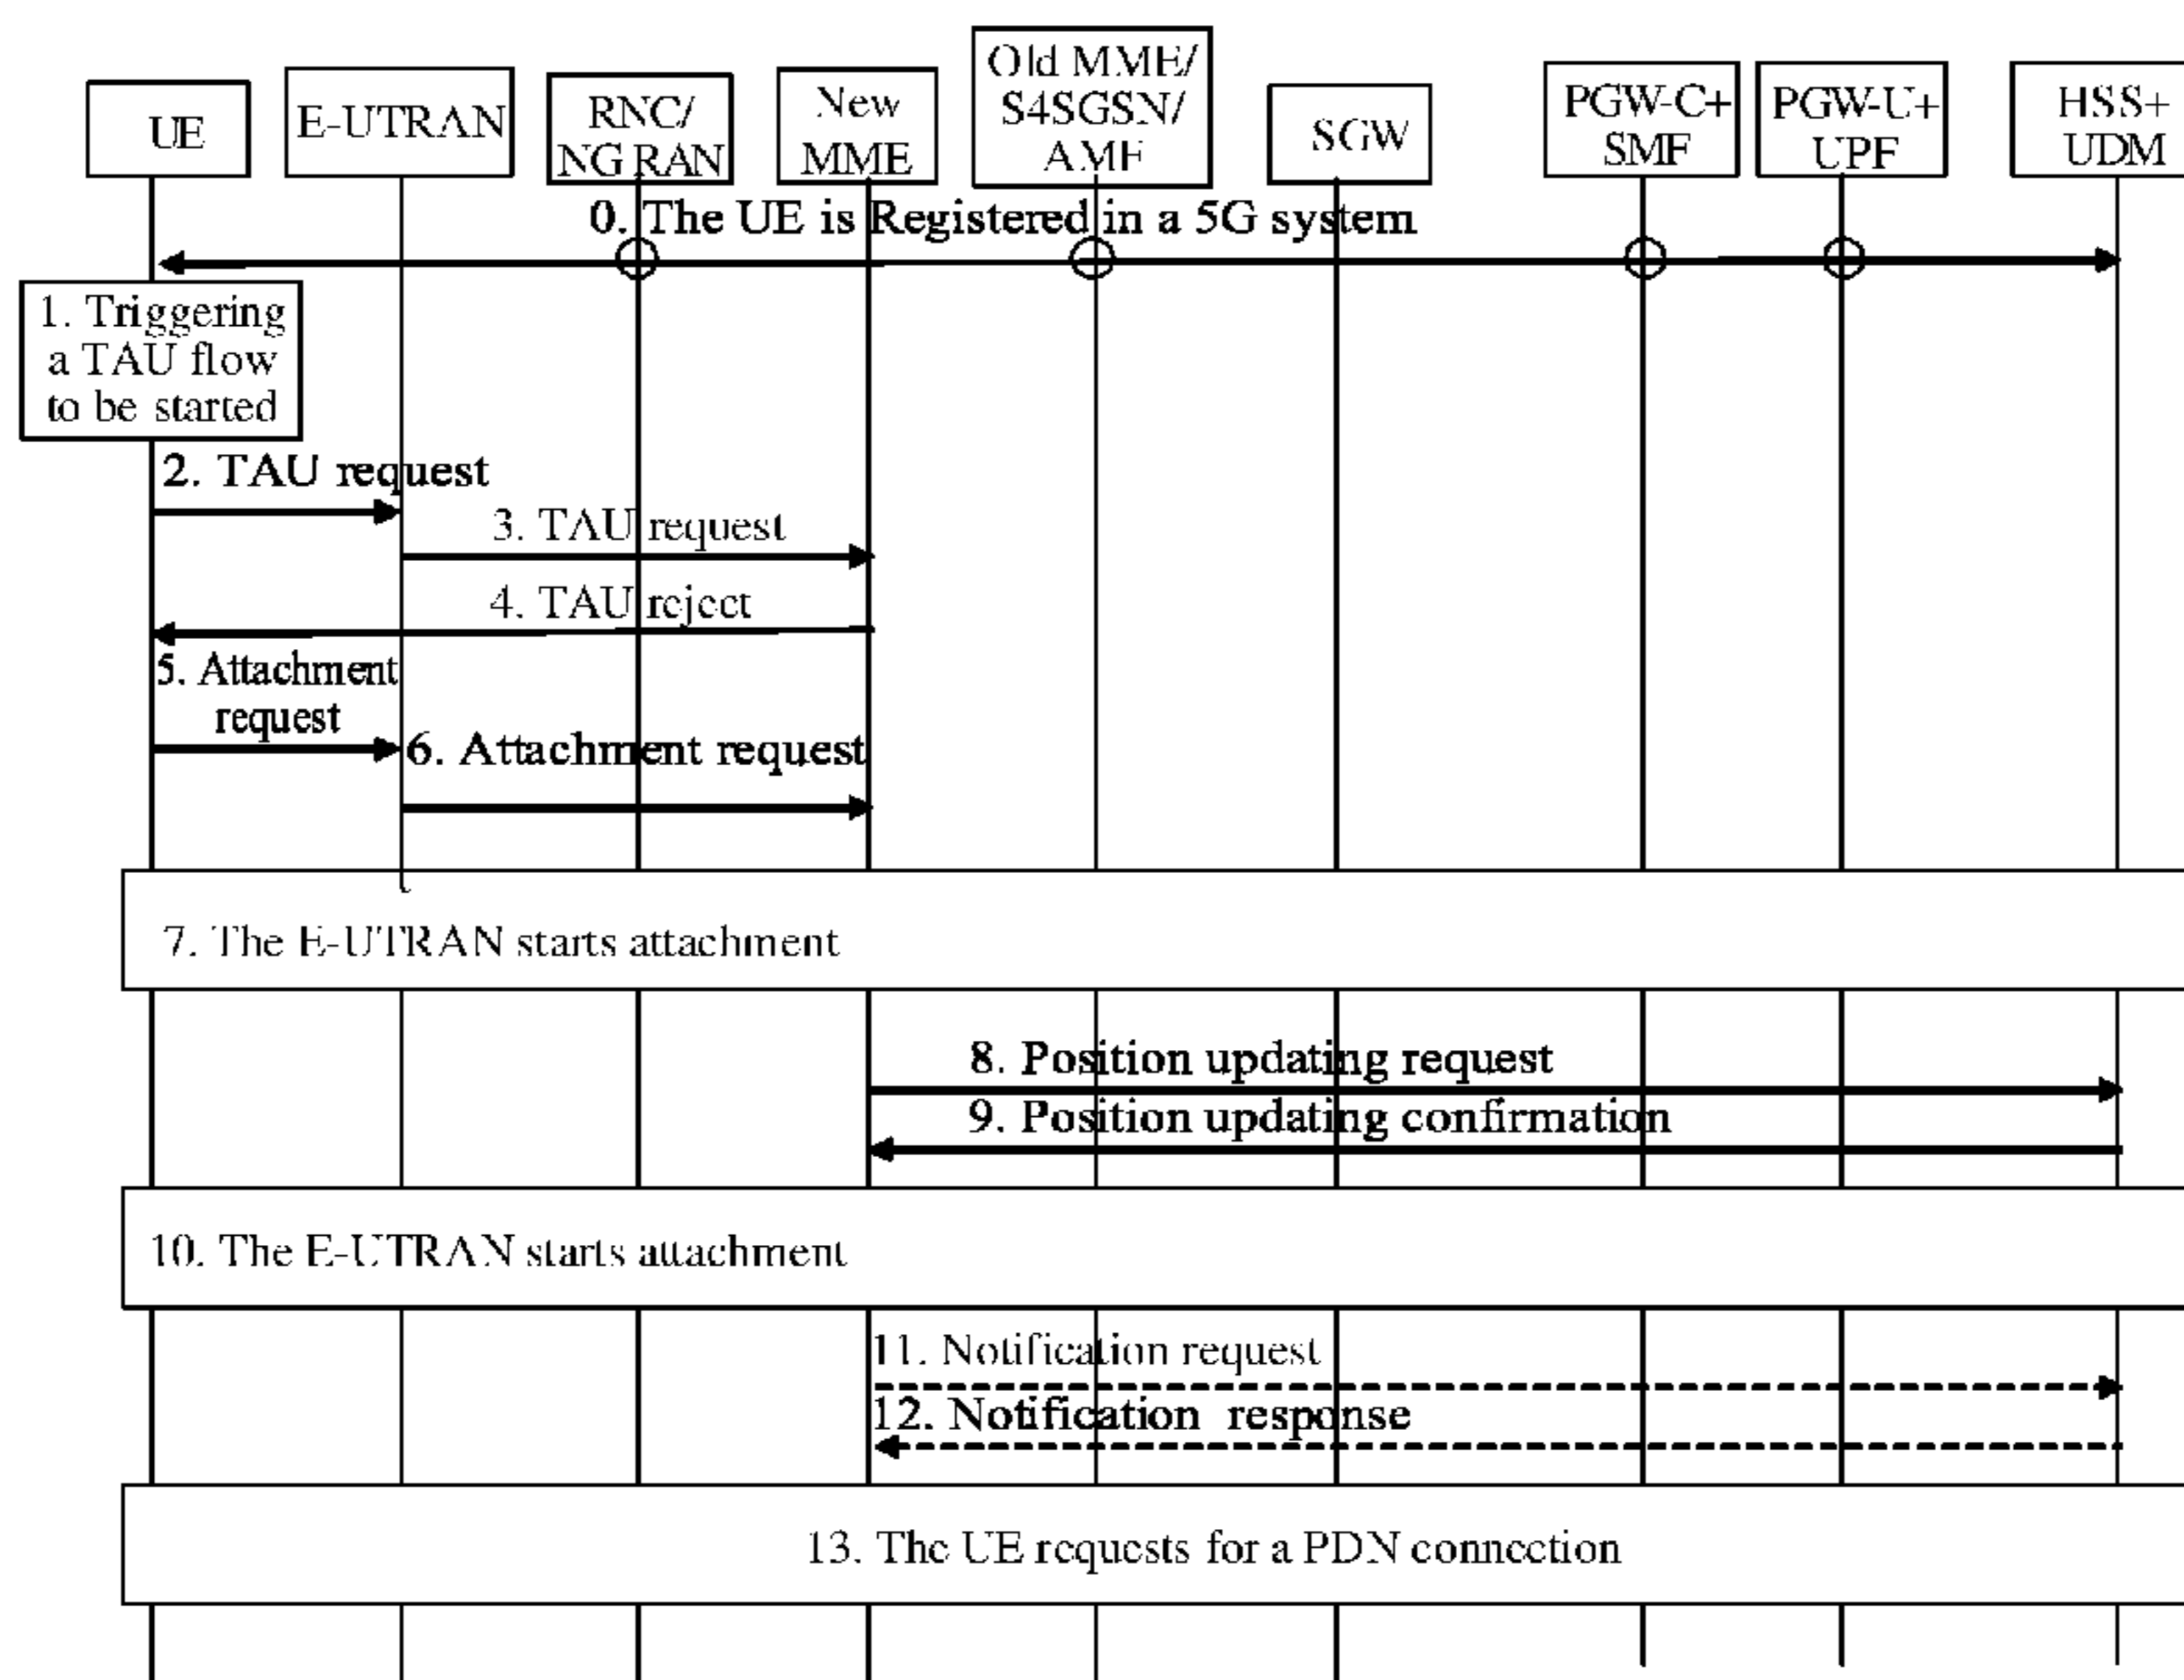 UE
E-UTRAN
RNC/
NG RAN
New
MME
Old MME/
S4SGSN/
AMF
SGW
PGW-C+
SMF
PGW-U+
UPF
HSS+
UDM
0. The UE is Registered in a 5G system
1. Triggering
a TAU flow
to be started
2. TAU request
3. TAU request
4. TAU reject
5. Attachment
request
6. Attachment request
7. The E-UTRAN starts attachment
8. Position updating request
9. Position updating confirmation
10. The E-UTRAN starts attachment
11. Notification request
12. Notification response
13. The UE requests for a PDN connection